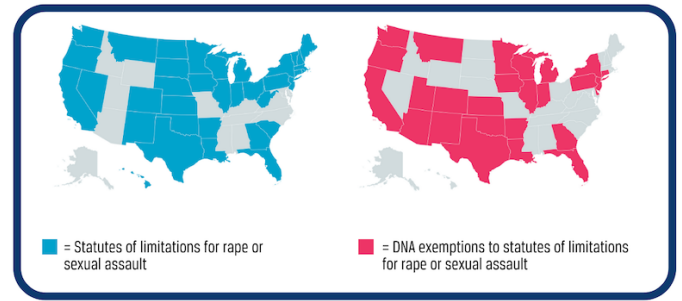 = Statutes of limitations for rape or
sexual assault
= DNA exemptions to statutes of limitations
for rape or sexual assault